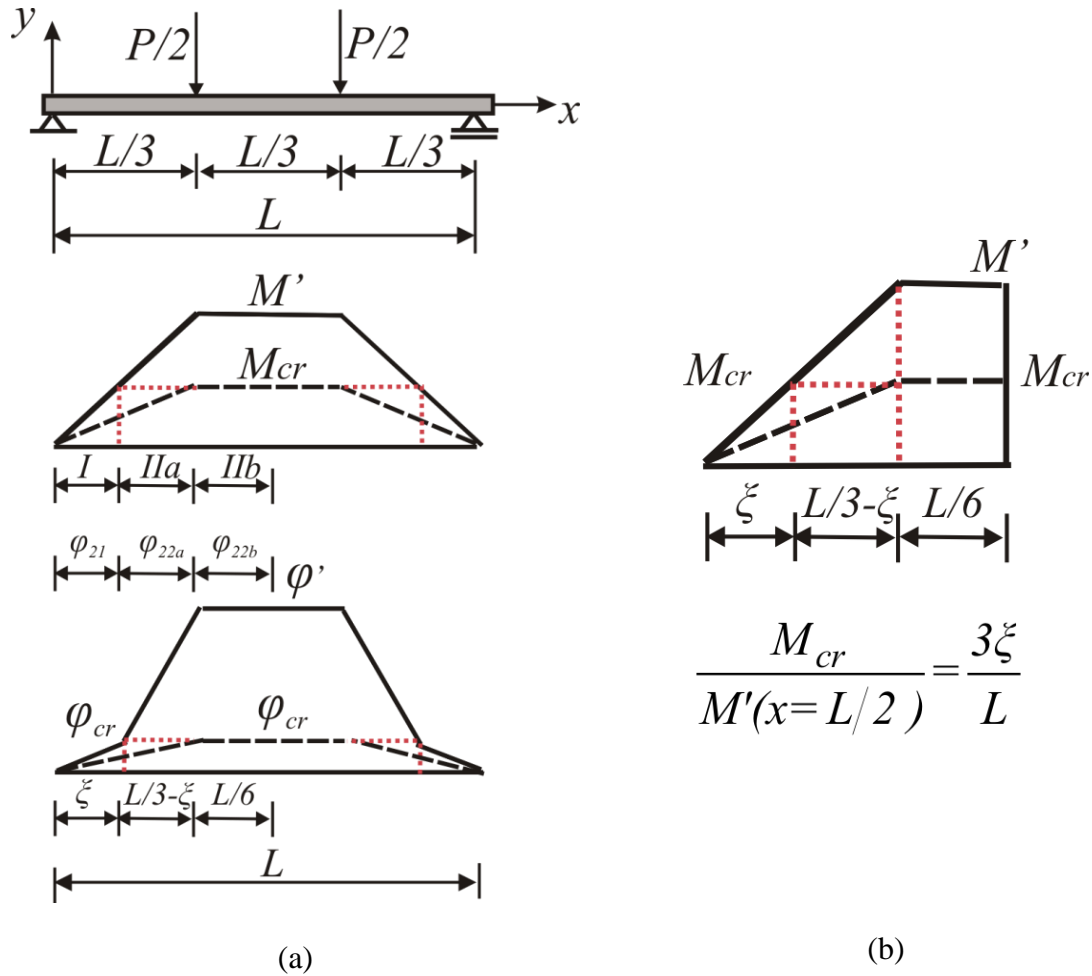 y
P/2 P/2
x
L/3 L/3 L/3
L
M'
Mcr
I IIa IIb
φ21 φ22a φ22b
φ'
φcr φcr
ξ L/3-ξ L/6
L
(a)
M'
Mcr Mcr
ξ L/3-ξ L/6
Mcr / M'(x=L/2) = 3ξ / L
(b)